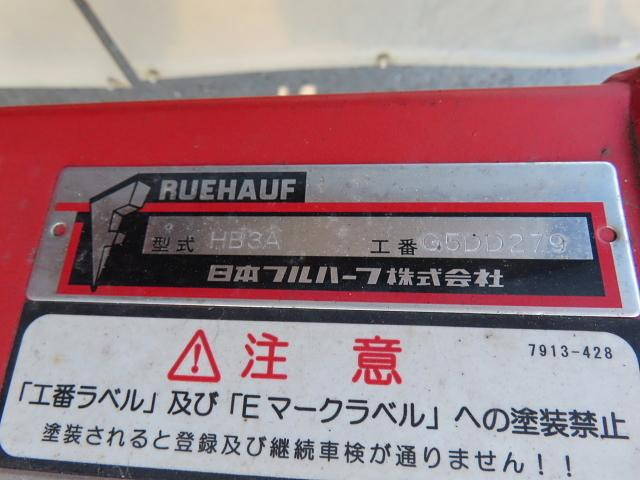 FRUEHAUF
型式 HB3A 工番 G5DD279
日本フルハーフ株式会社
注意 7913-428
「工番ラベル」及び「Eマークラベル」への塗装禁止
塗装されると登録及び継続車検が通りません!!